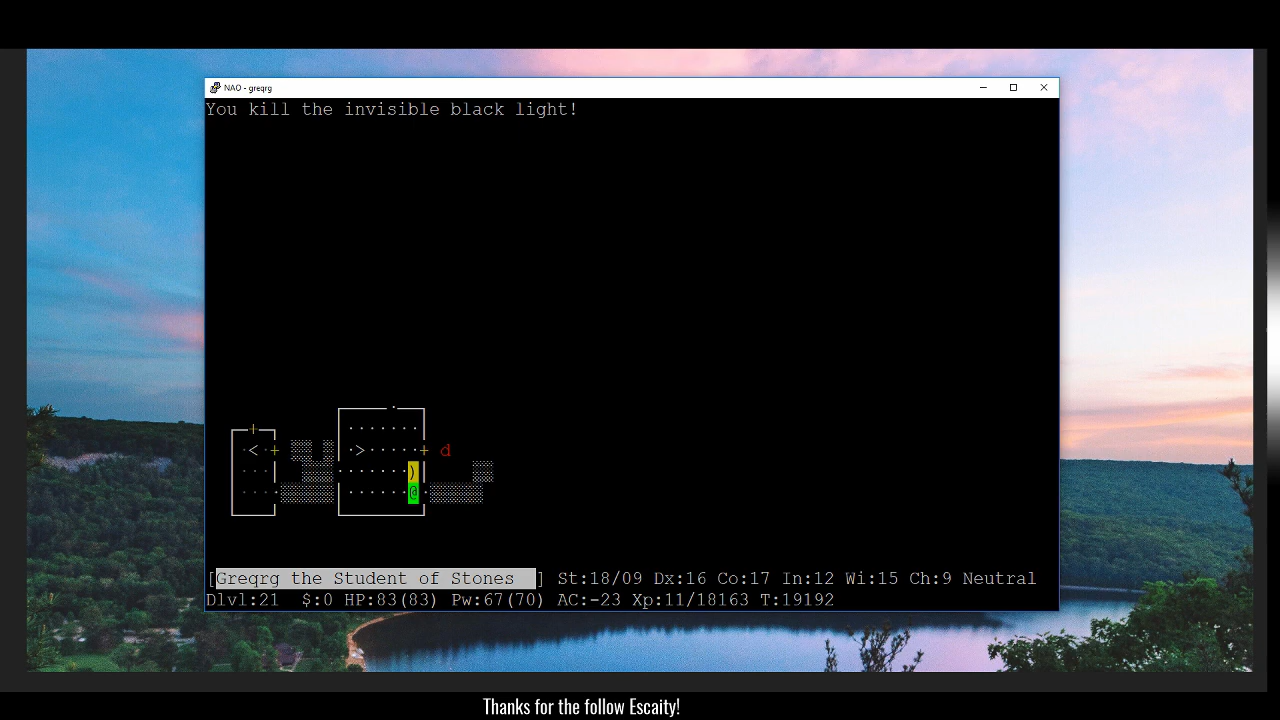 NAO - greqrg
You kill the invisible black light!
[Greqrg the Student of Stones ] St:18/09 Dx:16 Co:17 In:12 Wi:15 Ch:9 Neutral
Dlvl:21 $:0 HP:83(83) Pw:67(70) AC:-23 Xp:11/18163 T:19192
Thanks for the follow Escaity!